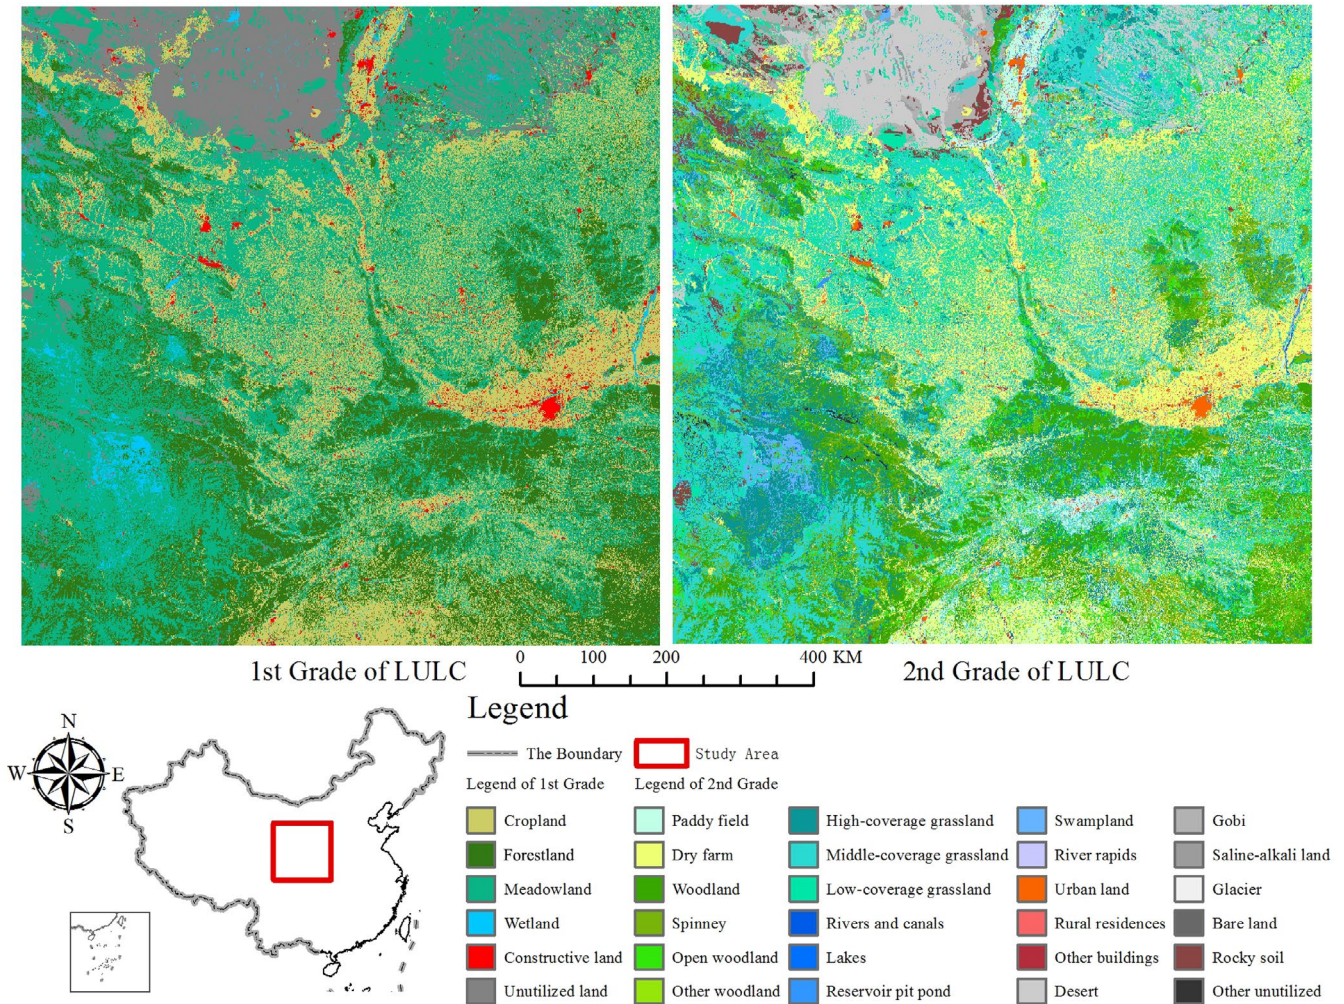 1st Grade of LULC
0 100 200 400 KM
2nd Grade of LULC
N
W E
S
Legend
The Boundary
Study Area
Legend of 1st Grade
Legend of 2nd Grade
Cropland
Paddy field
High-coverage grassland
Swampland
Gobi
Forestland
Dry farm
Middle-coverage grassland
River rapids
Saline-alkali land
Meadowland
Woodland
Low-coverage grassland
Urban land
Glacier
Wetland
Spinney
Rivers and canals
Rural residences
Bare land
Constructive land
Open woodland
Lakes
Other buildings
Rocky soil
Unutilized land
Other woodland
Reservoir pit pond
Desert
Other unutilized